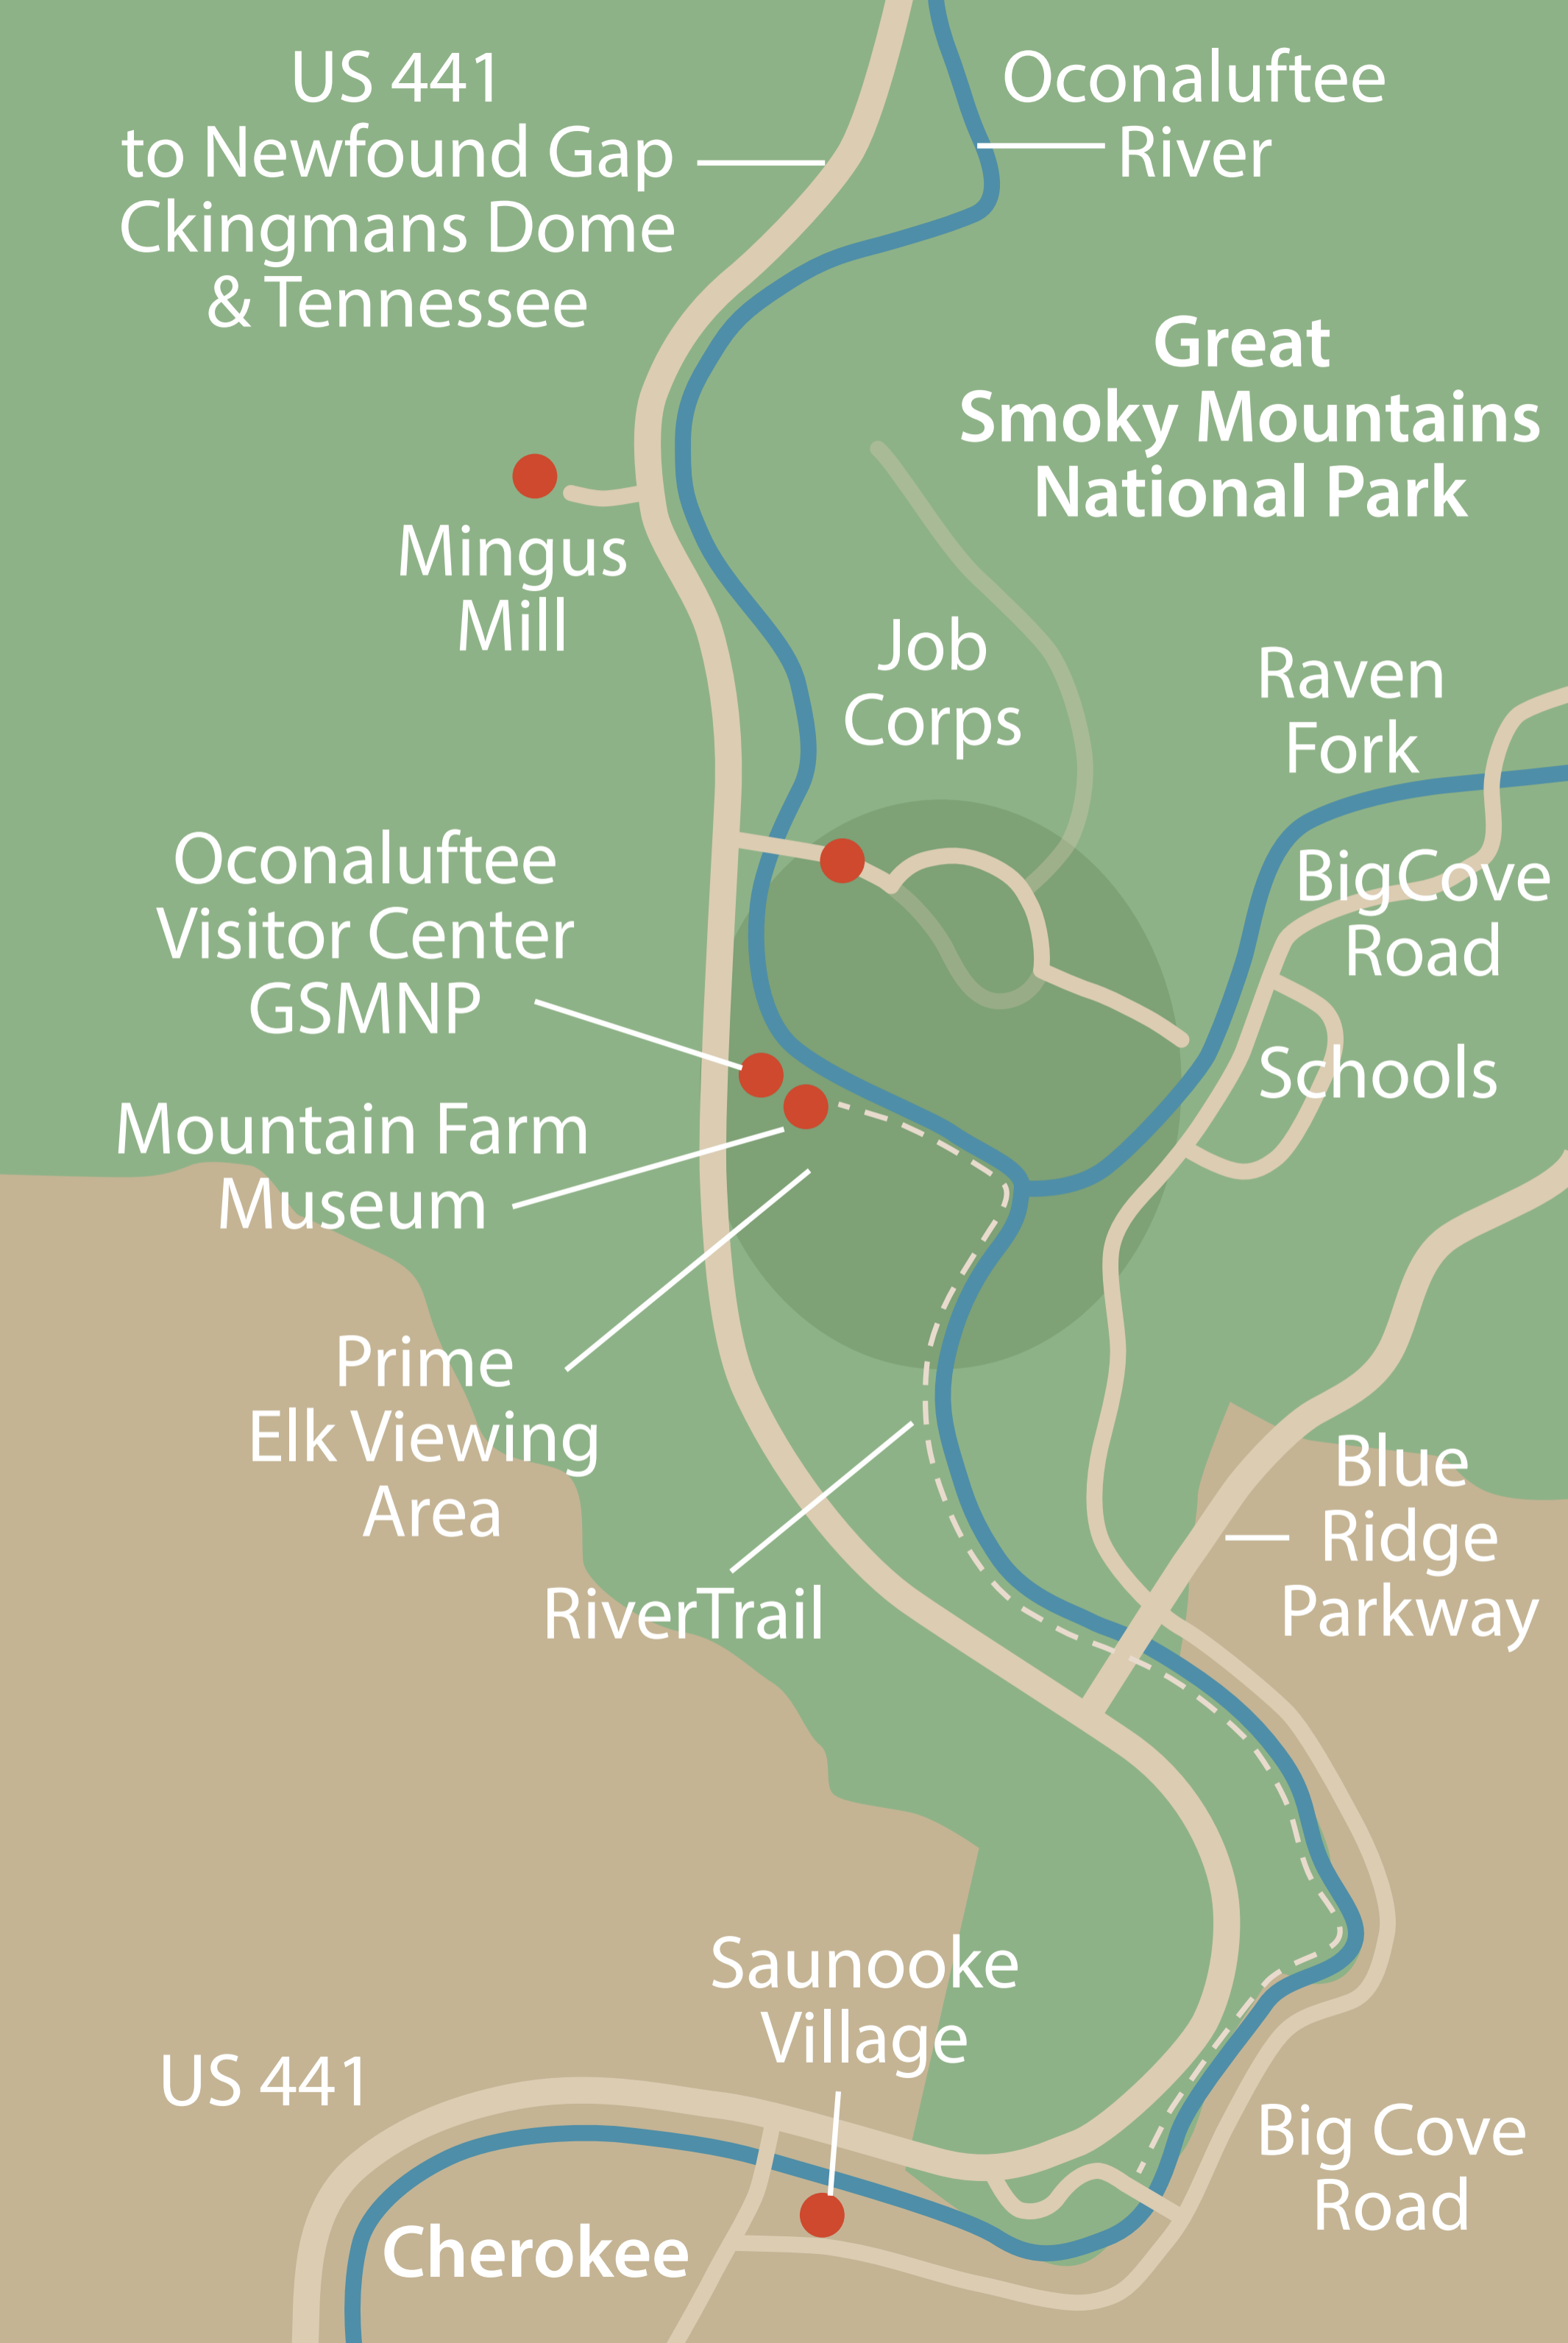 US 441
to Newfound Gap
Ckingmans Dome
& Tennessee
Oconaluftee
River
Great
Smoky Mountains
National Park
Mingus
Mill
Job
Corps
Raven
Fork
Oconaluftee
Visitor Center
GSWNP
BigCove
Road
Schools
Mountain Farm
Museum
Prime
Elk Viewing
Area
Blue
Ridge
Parkway
RiverTrail
Saunooke
Village
US 441
Big Cove
Road
Cherokee